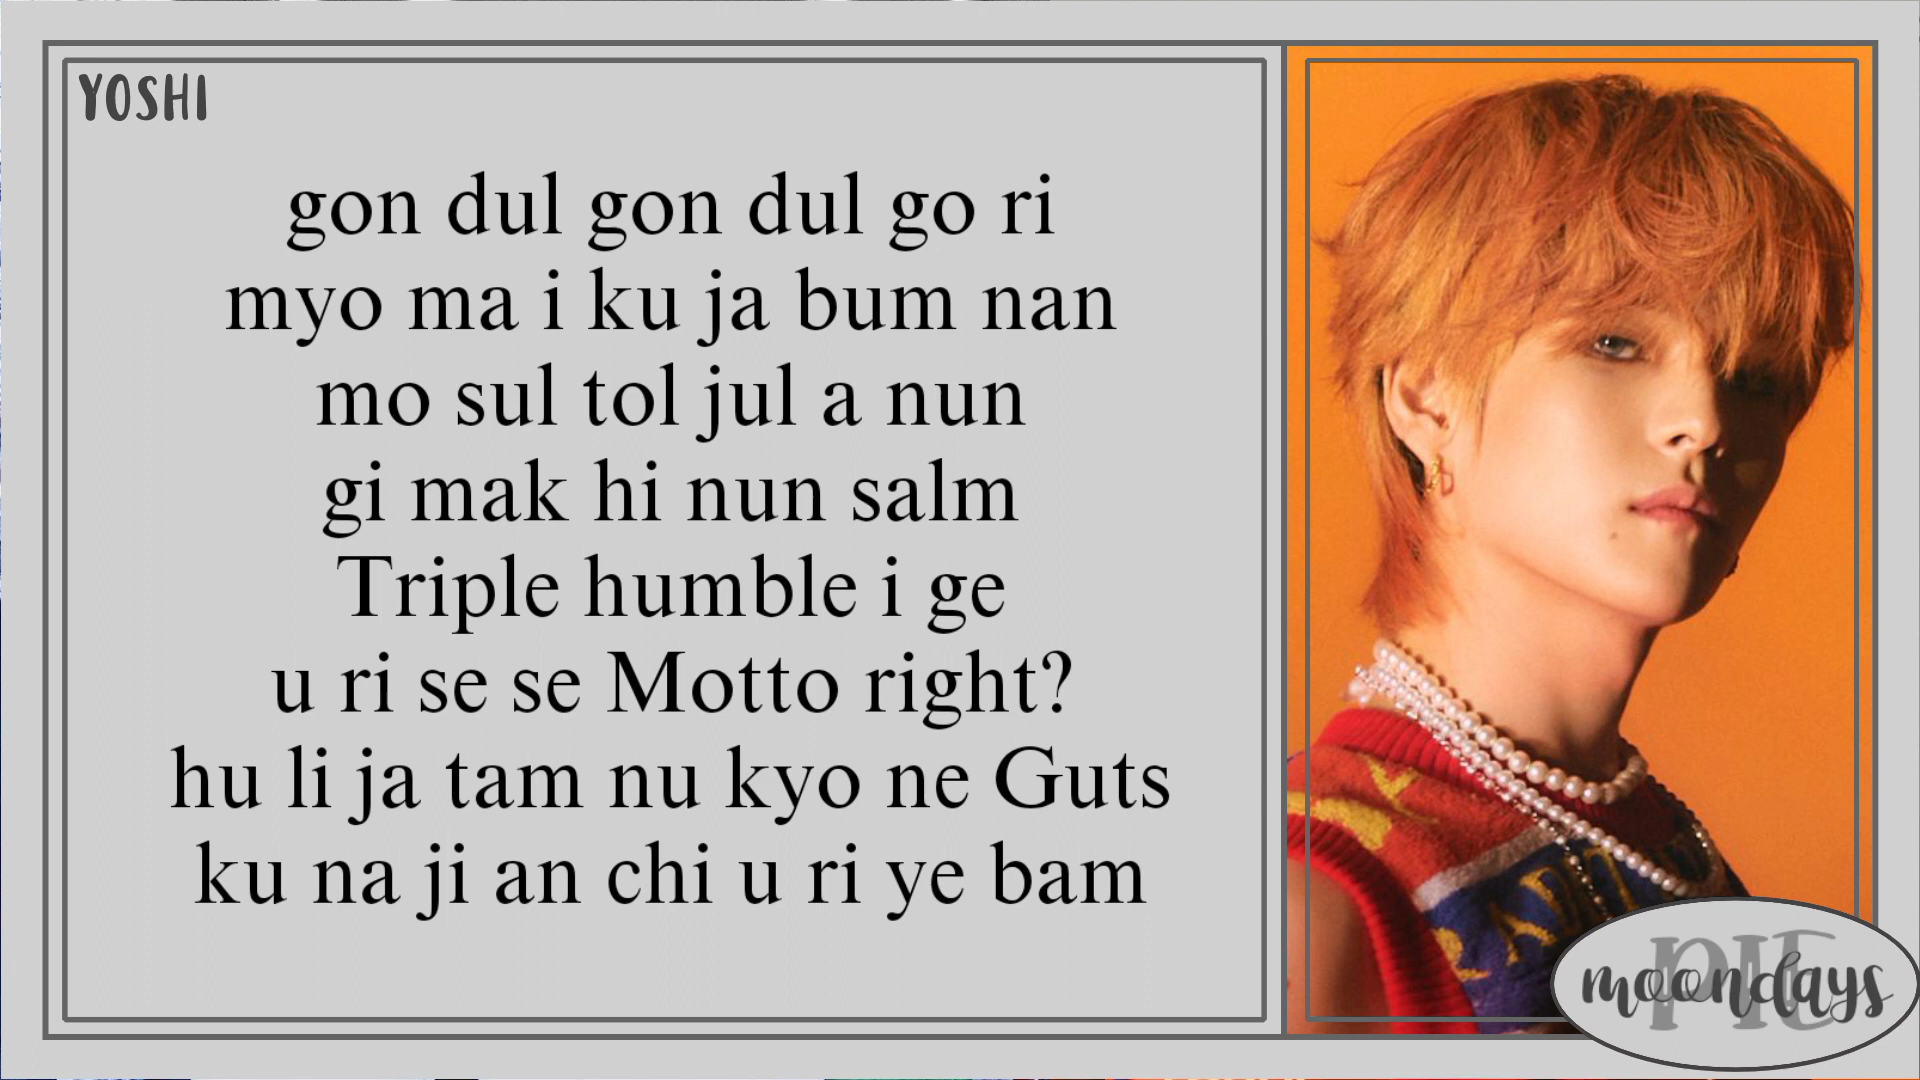 YOSHI
gon dul gon dul go ri
myo ma i ku ja bum nan
mo sul tol jul a nun
gi mak hi nun salm
Triple humble i ge
u ri se se Motto right?
hu li ja tam nu kyo ne Guts
ku na ji an chi u ri ye bam
PIE
moondays